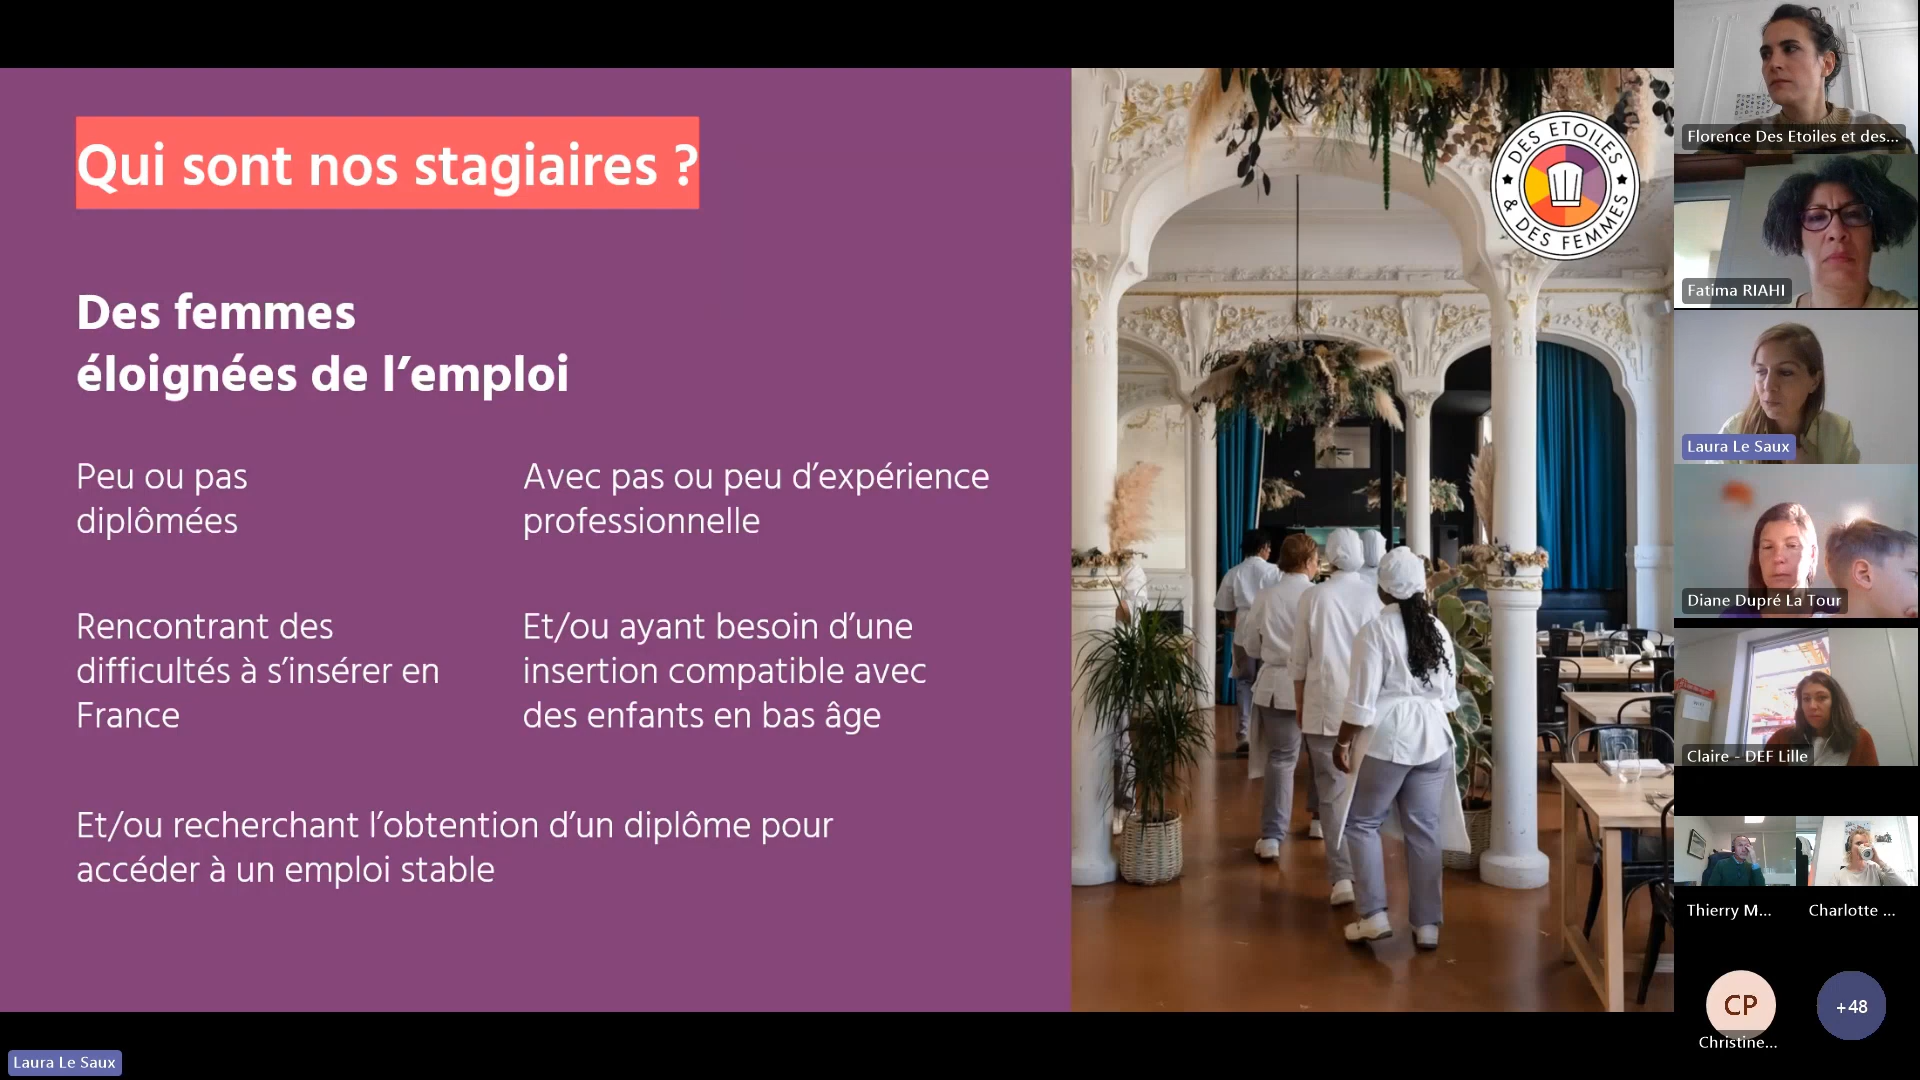 Qui sont nos stagiaires ?
Des femmes
éloignées de l’emploi
Peu ou pas
diplômées
Avec pas ou peu d’expérience
professionnelle
Rencontrant des
difficultés à s’insérer en
France
Et/ou ayant besoin d’une
insertion compatible avec
des enfants en bas âge
Et/ou recherchant l’obtention d’un diplôme pour
accéder à un emploi stable
DES ETOILES
& DES FEMMES
Florence Des Etoiles et des...
Fatima RIAHI
Laura Le Saux
Diane Dupré La Tour
Claire - DEF Lille
Thierry M...
Charlotte ...
CP
Christine...
+48
Laura Le Saux